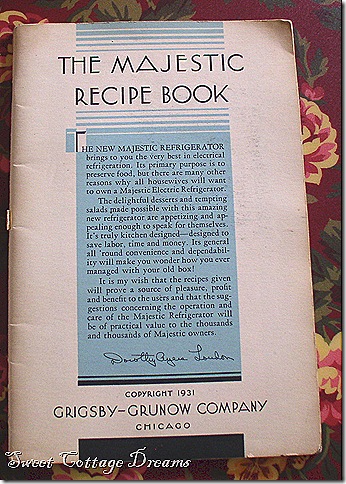 THE MAJESTIC
RECIPE BOOK
THE NEW MAJESTIC REFRIGERATOR
brings to you the very best in electrical
refrigeration. Its primary purpose is to
preserve food, but there are many other
reasons why all housewives will want
to own a Majestic Electric Refrigerator.
The delightful desserts and tempting
salads made possible with this amazing
new refrigerator are appetizing and ap-
pealing enough to speak for themselves.
It's truly kitchen designed—designed to
save labor, time and money. Its general
all 'round convenience and dependabil-
ity will make you wonder how you ever
managed with your old box!
It is my wish that the recipes given
will prove a source of pleasure, profit
and benefit to the users and that the sug-
gestions concerning the operation and
care of the Majestic Refrigerator will
be of practical value to the thousands
and thousands of Majestic owners.
Dorothy Ayers Loudon
COPYRIGHT 1931
GRIGSBY-GRUNOW COMPANY
CHICAGO
Sweet Cottage Dreams